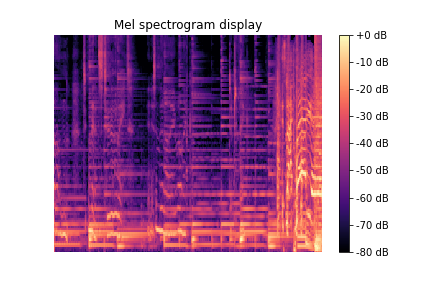 Mel spectrogram display
+0 dB
-10 dB
-20 dB
-30 dB
-40 dB
-50 dB
-60 dB
-70 dB
-80 dB